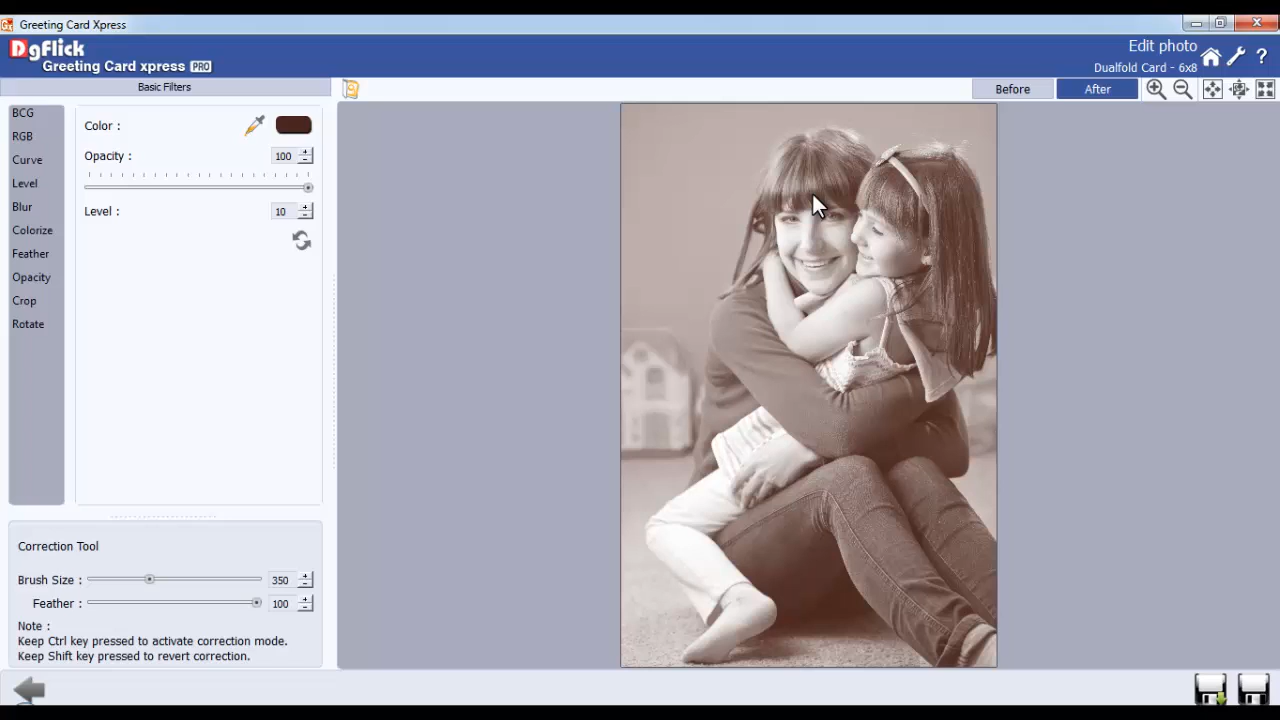 Greeting Card Xpress
DgFlick
Greeting Card xpress PRO
Edit photo
Dualfold Card - 6x8
?
Basic Filters
Before
After
BCG
RGB
Curve
Level
Blur
Colorize
Feather
Opacity
Crop
Rotate
Color :
Opacity :
100
Level :
10
Correction Tool
Brush Size :
350
Feather :
100
Note :
Keep Ctrl key pressed to activate correction mode.
Keep Shift key pressed to revert correction.